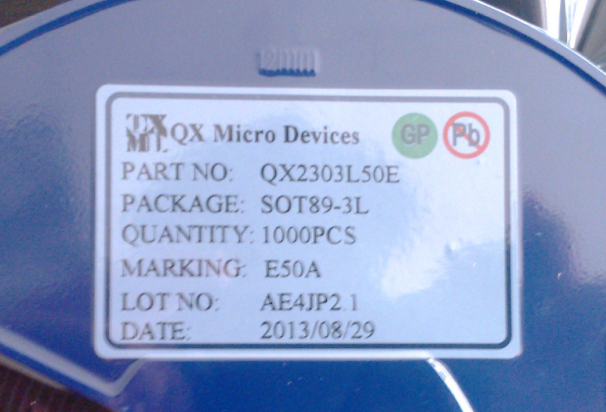 12mm
QX Micro Devices
GP Pb
PART NO: QX2303L50E
PACKAGE: SOT89-3L
QUANTITY: 1000PCS
MARKING: E50A
LOT NO: AE4JP2.1
DATE: 2013/08/29